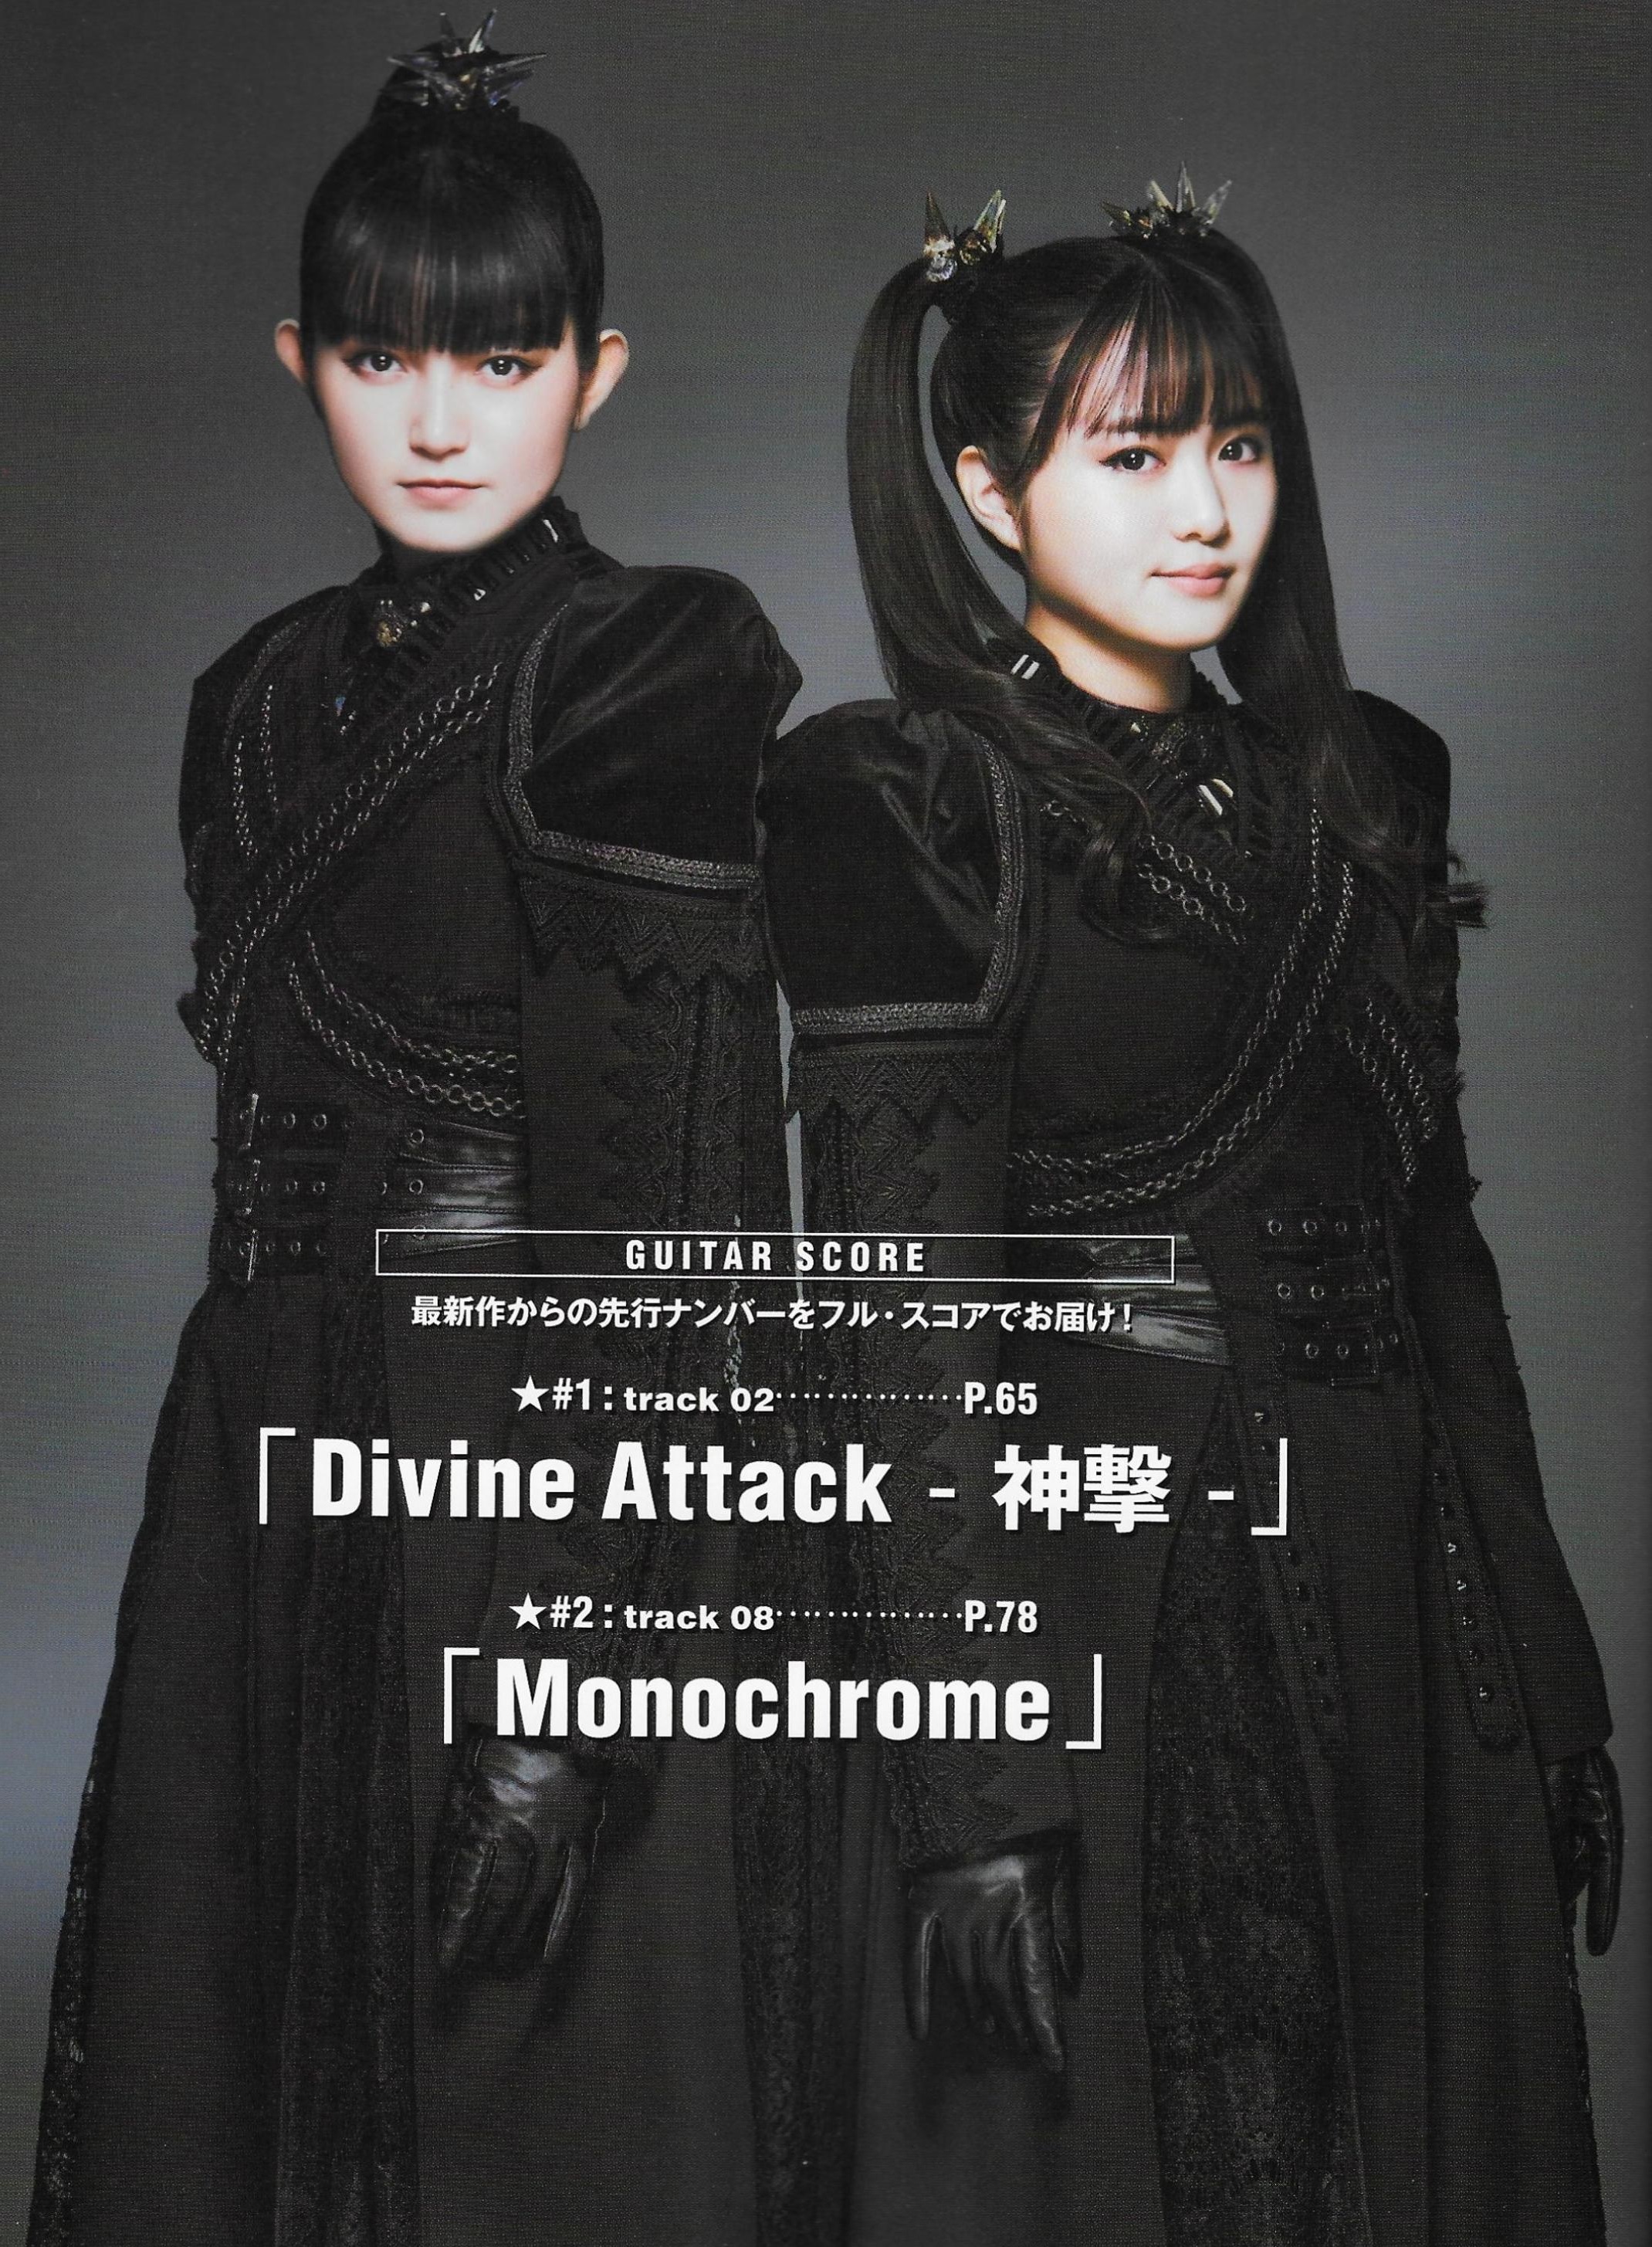 GUITAR SCORE
最新作からの先行ナンバーをフル・スコアでお届け!
★#1:track 02················P.65
「Divine Attack - 神撃 -」
★#2:track 08················P.78
「Monochrome」